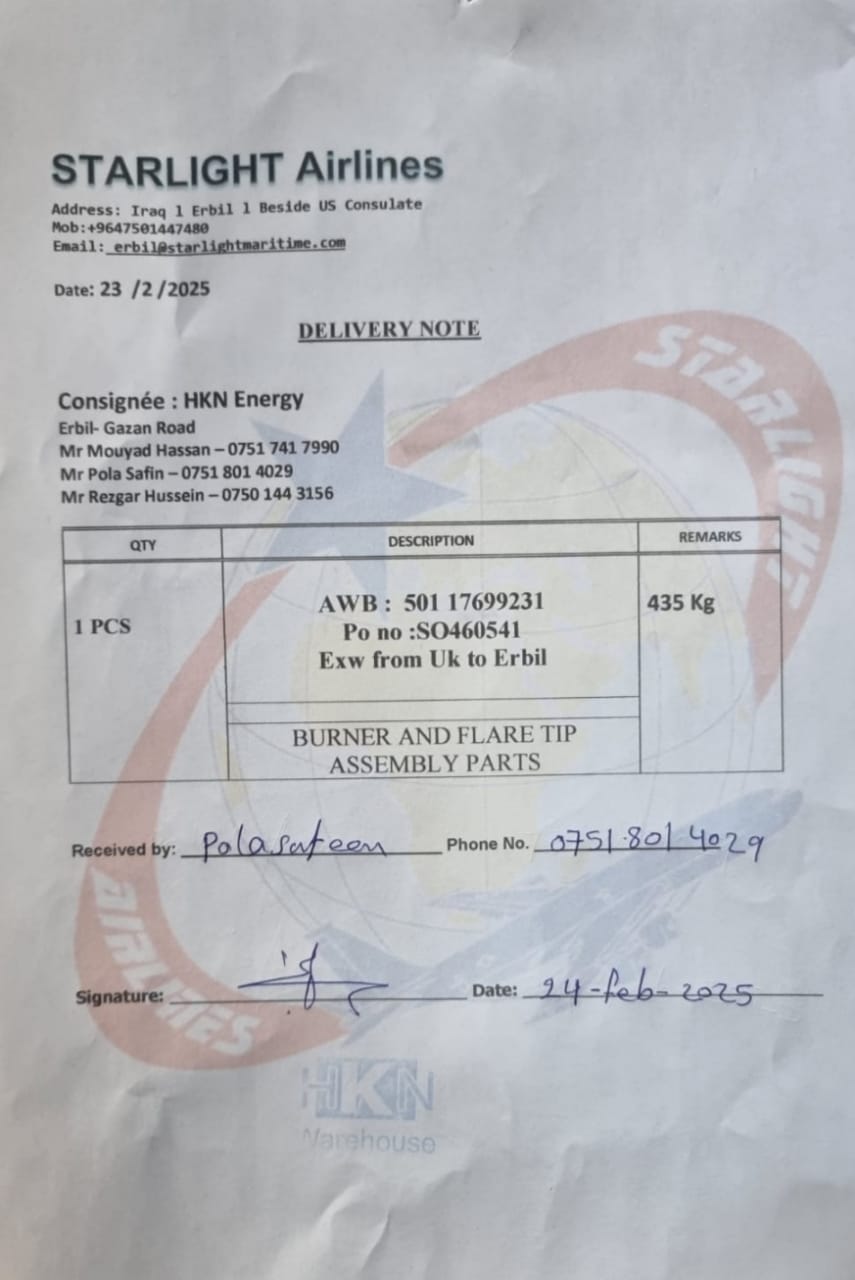 STARLIGHT Airlines
Address: Iraq 1 Erbil 1 Beside US Consulate
Mob:+9647501447480
Email: erbil@starlightmaritime.com
Date: 23 /2 /2025
DELIVERY NOTE
STARLIGHT
Consignée : HKN Energy
Erbil- Gazan Road
Mr Mouyad Hassan – 0751 741 7990
Mr Pola Safin – 0751 801 4029
Mr Rezgar Hussein – 0750 144 3156
QTY DESCRIPTION REMARKS
1 PCS
AWB : 501 17699231
Po no :SO460541
Exw from Uk to Erbil
435 Kg
BURNER AND FLARE TIP
ASSEMBLY PARTS
Received by: Polasafeen Phone No. 0751 801 4029
AIRLINES
Signature: Date: 24-feb-2025
HKN
Warehouse